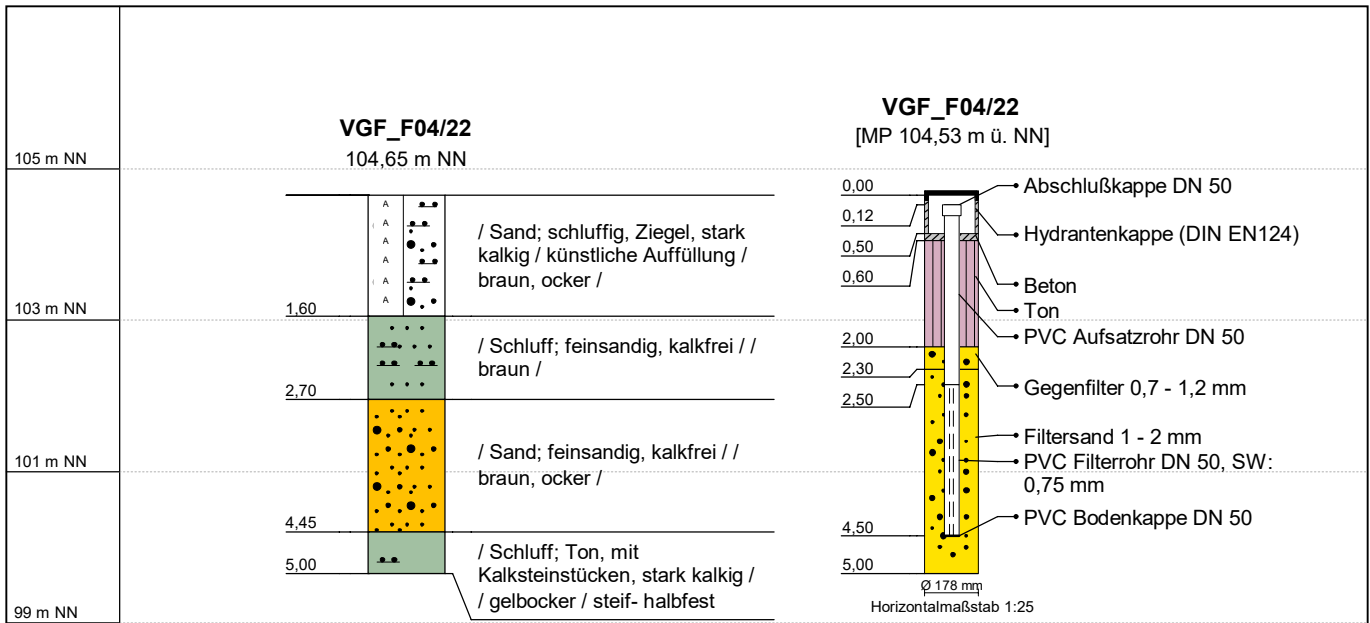 105 m NN
103 m NN
101 m NN
99 m NN
VGF_F04/22
104,65 m NN
A
A
A
A
A
A
1,60
2,70
4,45
5,00
/ Sand; schluffig, Ziegel, stark
kalkig / künstliche Auffüllung /
braun, ocker /
/ Schluff; feinsandig, kalkfrei / /
braun /
/ Sand; feinsandig, kalkfrei / /
braun, ocker /
/ Schluff; Ton, mit
Kalksteinstücken, stark kalkig /
/ gelbocker / steif- halbfest
VGF_F04/22
[MP 104,53 m ü. NN]
0,00
0,12
0,50
0,60
2,00
2,30
2,50
4,50
5,00
Abschlußkappe DN 50
Hydrantenkappe (DIN EN124)
Beton
Ton
PVC Aufsatzrohr DN 50
Gegenfilter 0,7 - 1,2 mm
Filtersand 1 - 2 mm
PVC Filterrohr DN 50, SW:
0,75 mm
PVC Bodenkappe DN 50
Ø 178 mm
Horizontalmaßstab 1:25